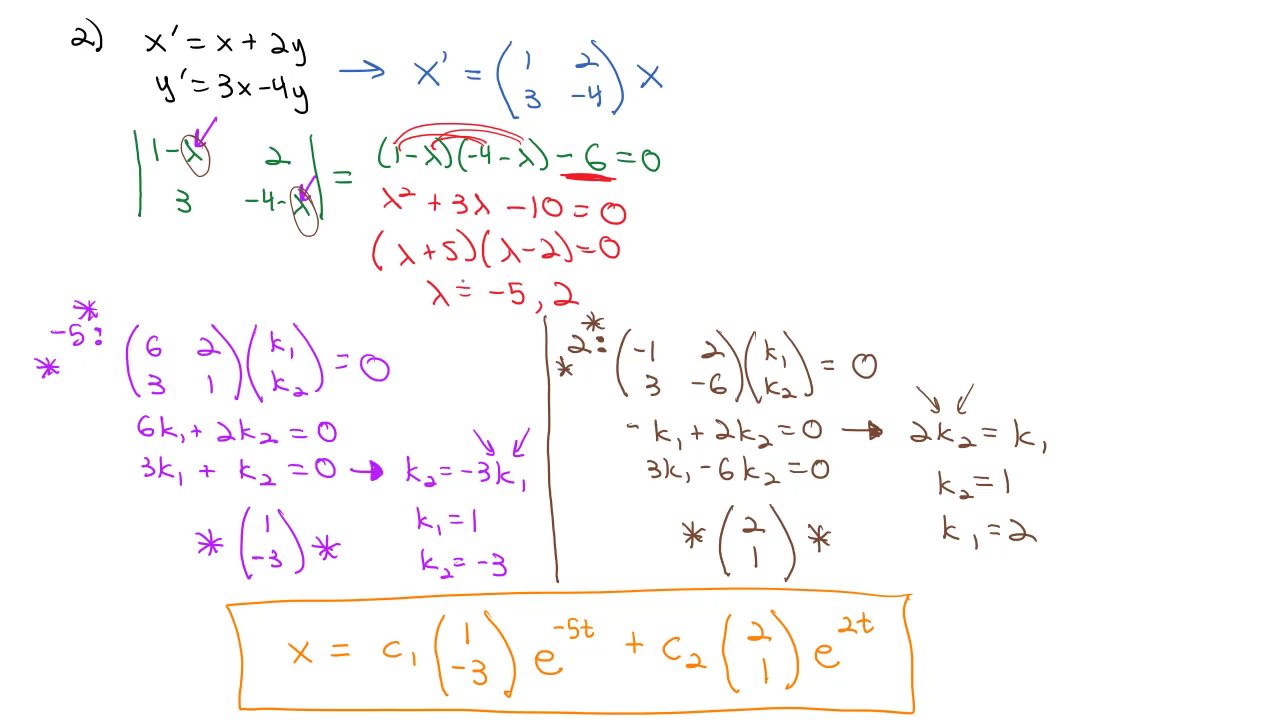 2) x' = x + 2y
y' = 3x - 4y
→ X' = ( 1 2 ) X
( 3 -4 )
| 1-λ 2 | = (1-λ)(-4-λ) - 6 = 0
| 3 -4-λ |
λ² + 3λ - 10 = 0
(λ + 5)(λ - 2) = 0
λ = -5, 2
* -5: * ( 6 2 ) ( k₁ ) = 0
( 3 1 ) ( k₂ )
6k₁ + 2k₂ = 0
3k₁ + k₂ = 0 → k₂ = -3k₁
k₁ = 1
k₂ = -3
* ( 1 ) *
( -3 )
* 2: * ( -1 2 ) ( k₁ ) = 0
( 3 -6 ) ( k₂ )
-k₁ + 2k₂ = 0 → 2k₂ = k₁
3k₁ - 6k₂ = 0
k₂ = 1
k₁ = 2
* ( 2 ) *
( 1 )
x = c₁ ( 1 ) e^-5t + c₂ ( 2 ) e^2t
( -3 ) ( 1 )